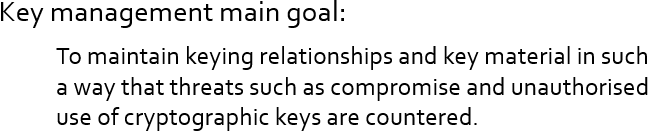 Key management main goal:
To maintain keying relationships and key material in such
a way that threats such as compromise and unauthorised
use of cryptographic keys are countered.